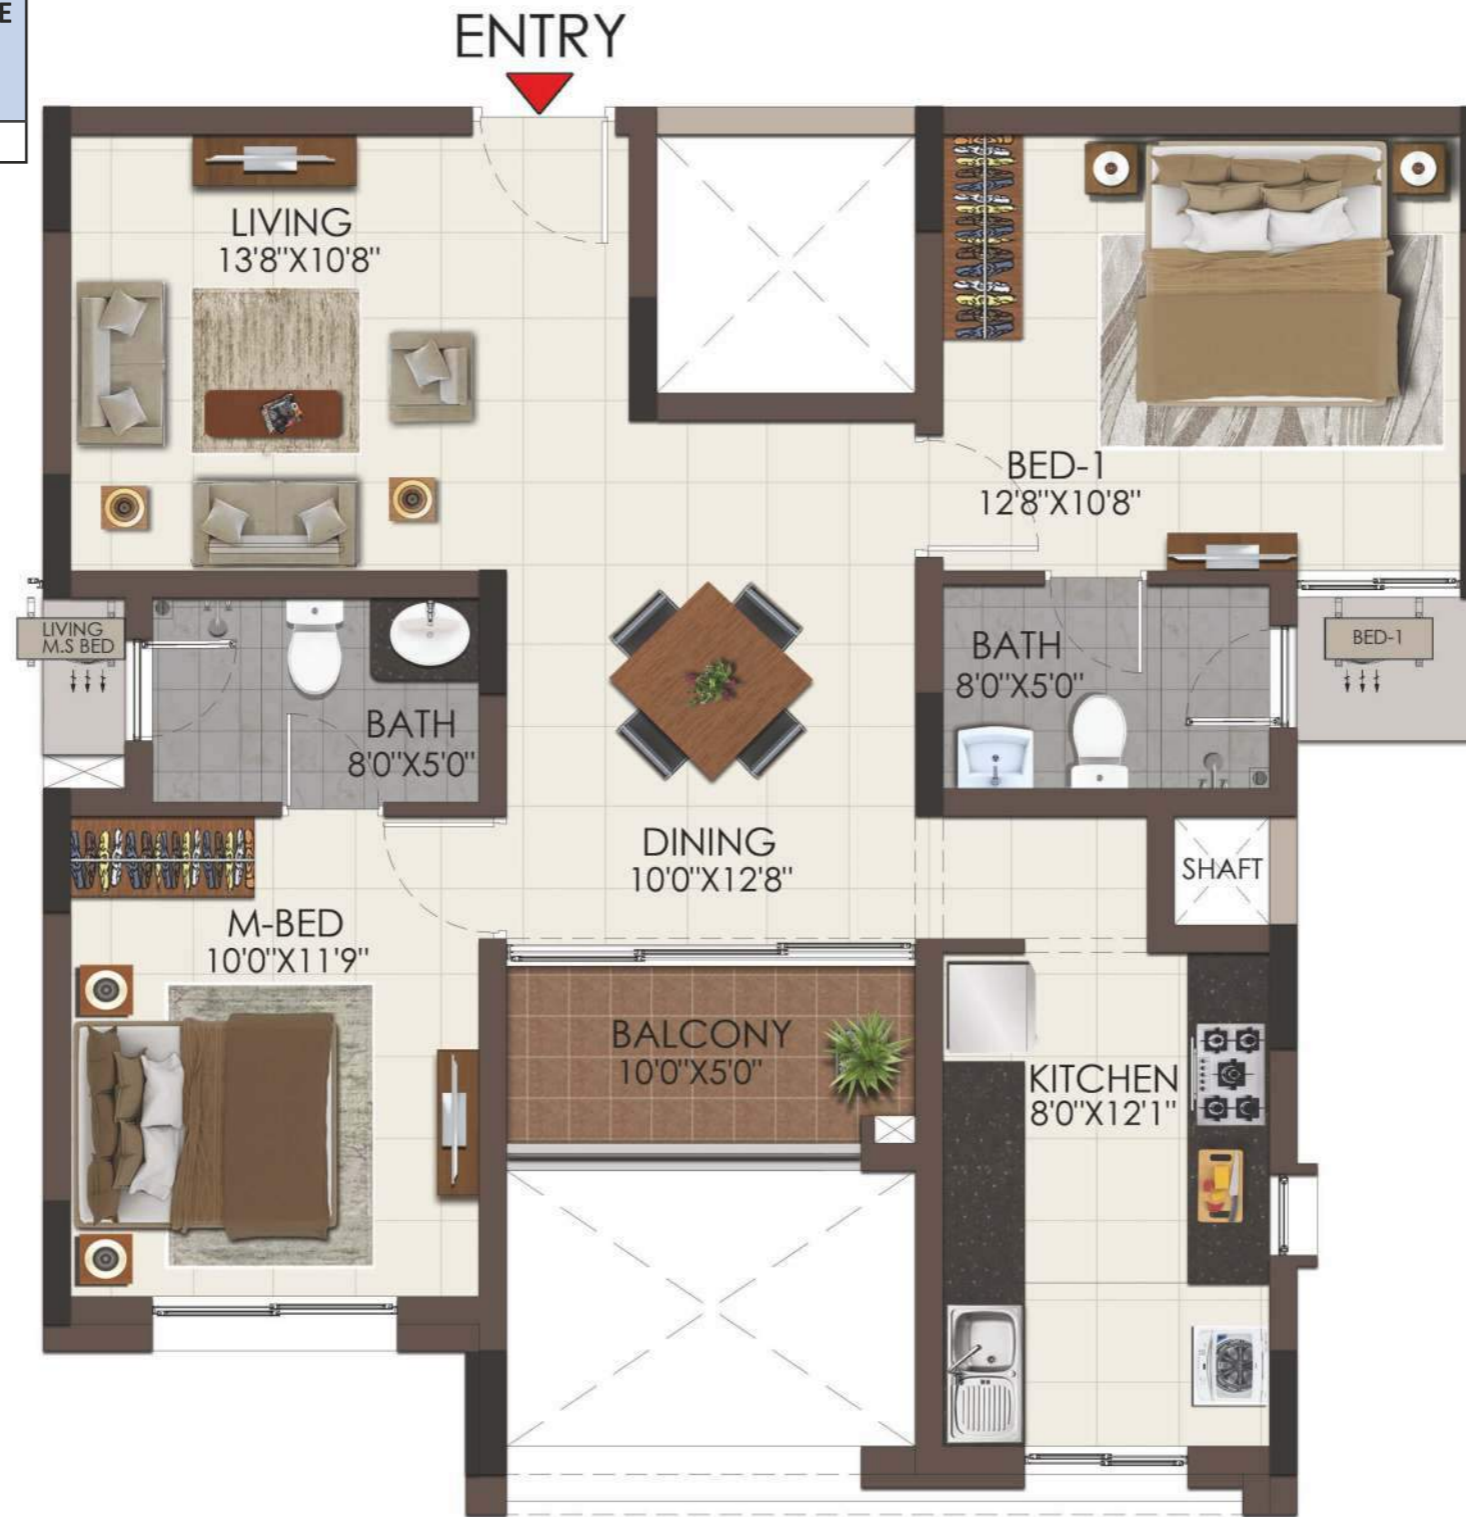 E
ENTRY
LIVING
13'8"X10'8"
BED-1
12'8"X10'8"
LIVING
M.S BED
BATH
8'0"X5'0"
BATH
8'0"X5'0"
BED-1
DINING
10'0"X12'8"
SHAFT
M-BED
10'0"X11'9"
BALCONY
10'0"X5'0"
KITCHEN
8'0"X12'1"